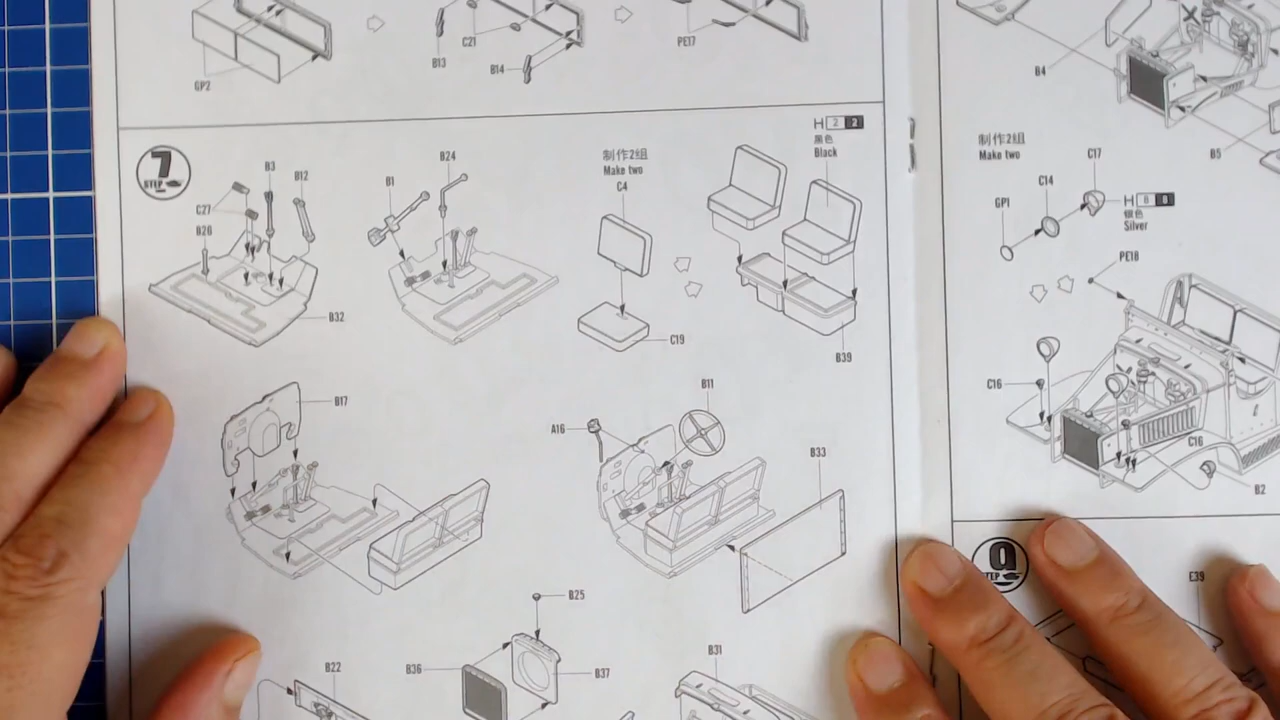 GP2
B13
C21
B14
PE17
7
STEP
C27
B26
B3
B12
B32
B1
B24
制作2组
Make two
C4
C19
H 2 2
黑色
Black
B39
B17
A16
B11
B33
B22
B36
B25
B37
B31
B4
B5
制作2组
Make two
GP1
C14
C17
H 8 8
银色
Silver
PE18
C16
C16
B2
E39